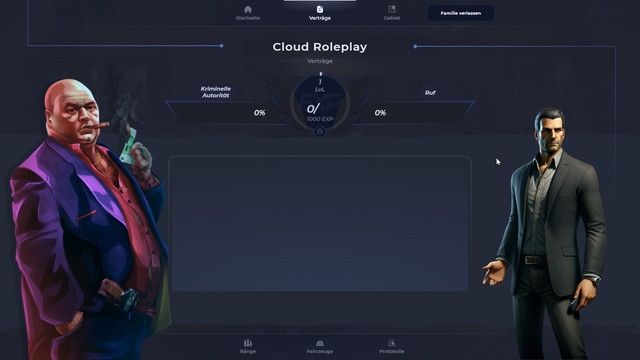 Startseite
Verträge
Gebiet
Familie verlassen
Cloud Roleplay
Verträge
Kriminelle
Autorität
0%
1
LvL
0/
1000 EXP
Ruf
0%
Ränge
Fahrzeuge
Protokolle